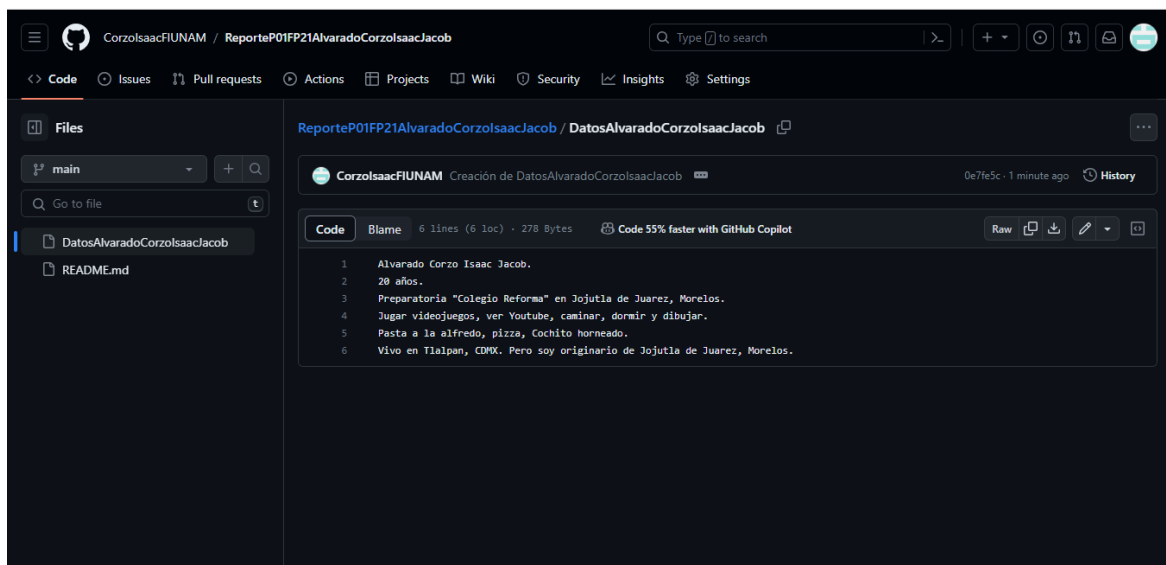 CorzoIsaacFIUNAM / ReporteP01FP21AlvaradoCorzoIsaacJacob
Type / to search
Code Issues Pull requests Actions Projects Wiki Security Insights Settings
Files
main
Go to file t
DatosAlvaradoCorzoIsaacJacob
README.md
ReporteP01FP21AlvaradoCorzoIsaacJacob / DatosAlvaradoCorzoIsaacJacob
CorzoIsaacFIUNAM Creación de DatosAlvaradoCorzoIsaacJacob
0e7fe5c · 1 minute ago History
Code Blame 6 lines (6 loc) · 278 Bytes Code 55% faster with GitHub Copilot Raw
1 Alvarado Corzo Isaac Jacob.
2 20 años.
3 Preparatoria "Colegio Reforma" en Jojutla de Juarez, Morelos.
4 Jugar videojuegos, ver Youtube, caminar, dormir y dibujar.
5 Pasta a la alfredo, pizza, Cochito horneado.
6 Vivo en Tlalpan, CDMX. Pero soy originario de Jojutla de Juarez, Morelos.